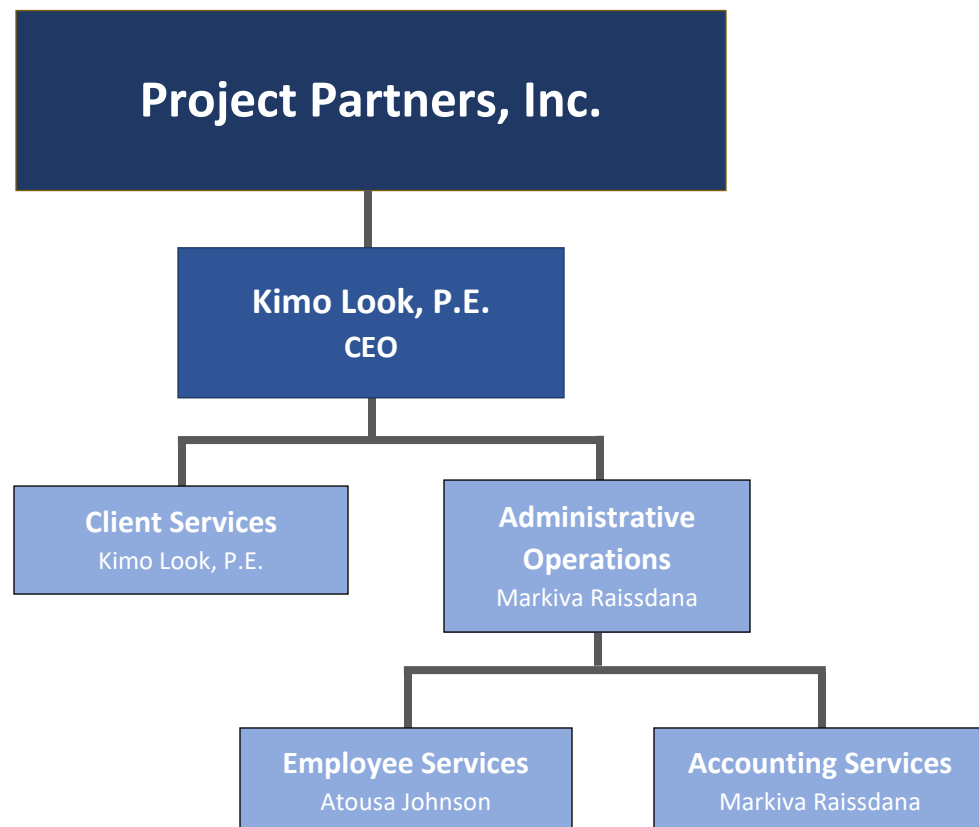 Project Partners, Inc.
Kimo Look, P.E.
CEO
Client Services
Kimo Look, P.E.
Administrative
Operations
Markiva Raissdana
Employee Services
Atousa Johnson
Accounting Services
Markiva Raissdana